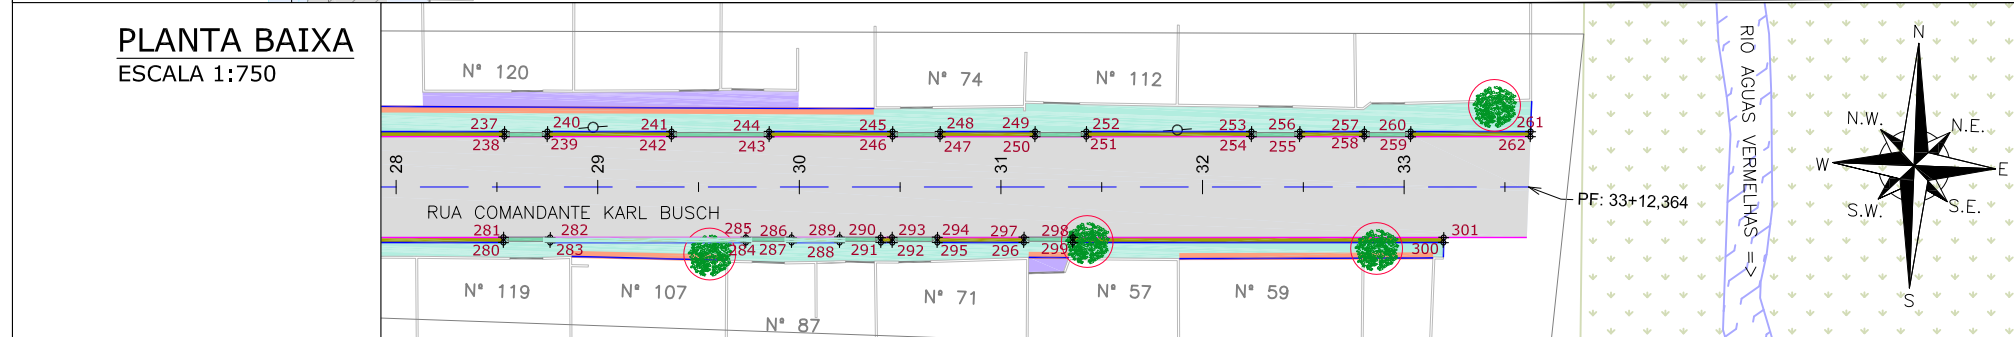 PLANTA BAIXA
ESCALA 1:750
Nº 120
Nº 74
Nº 112
237 240 241 244 245 248 249 252 253 256 257 260 261
238 239 242 243 246 247 250 251 254 255 258 259 262
28 29 30 31 32 33
PF: 33+12,364
RUA COMANDANTE KARL BUSCH
281 282 285 286 289 290 293 294 297 298 301
280 283 284 287 288 291 292 295 296 299 300
Nº 119
Nº 107
Nº 87
Nº 71
Nº 57
Nº 59
RIO AGUAS VERMELHAS =>
N
N.W.
N.E.
W
E
S.W.
S.E.
S